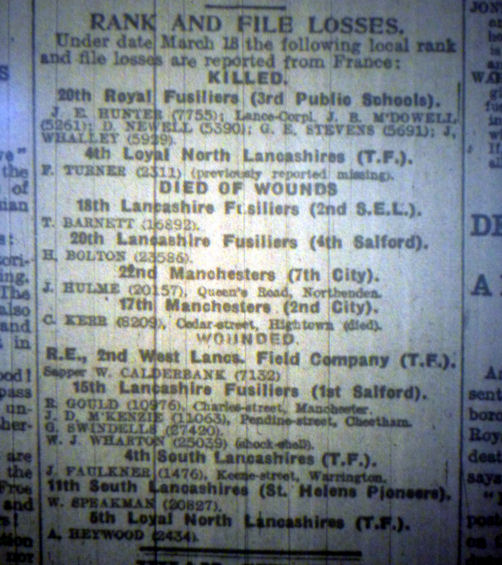 RANK AND FILE LOSSES.
Under date March 18 the following local rank
and file losses are reported from France:
KILLED.
20th Royal Fusiliers (3rd Public Schools).
J. E. HUNTER (7755); Lance-Corpl. J. B. M'DOWELL
(5261); D. NEWELL (5390); G. E. STEVENS (5691); J.
WHALLEY (5929).
4th Loyal North Lancashires (T.F.).
F. TURNER (2311) (previously reported missing).
DIED OF WOUNDS
18th Lancashire Fusiliers (2nd S.E.L.).
T. BARNETT (16892).
20th Lancashire Fusiliers (4th Salford).
H. BOLTON (23586).
22nd Manchesters (7th City).
J. HULME (20157), Queen's Road, Northenden.
17th Manchesters (2nd City).
C. KERR (8209), Cedar-street, Hightown (died).
WOUNDED.
R.E., 2nd West Lancs. Field Company (T.F.).
Sapper W. CALDERBANK (7132)
15th Lancashire Fusiliers (1st Salford).
R. GOULD (10976), Charles-street, Manchester.
J. D. M'KENZIE (11063), Pendine-street, Cheetham.
G. SWINDELLS (27420).
W. J. WHARTON (25039) (shock-shell).
4th South Lancashires (T.F.).
J. FAULKNER (1476), Keene-street, Warrington.
11th South Lancashires (St. Helens Pioneers).
W. SPEAKMAN (20827).
5th Loyal North Lancashires (T.F.).
A. HEYWOOD (2434).